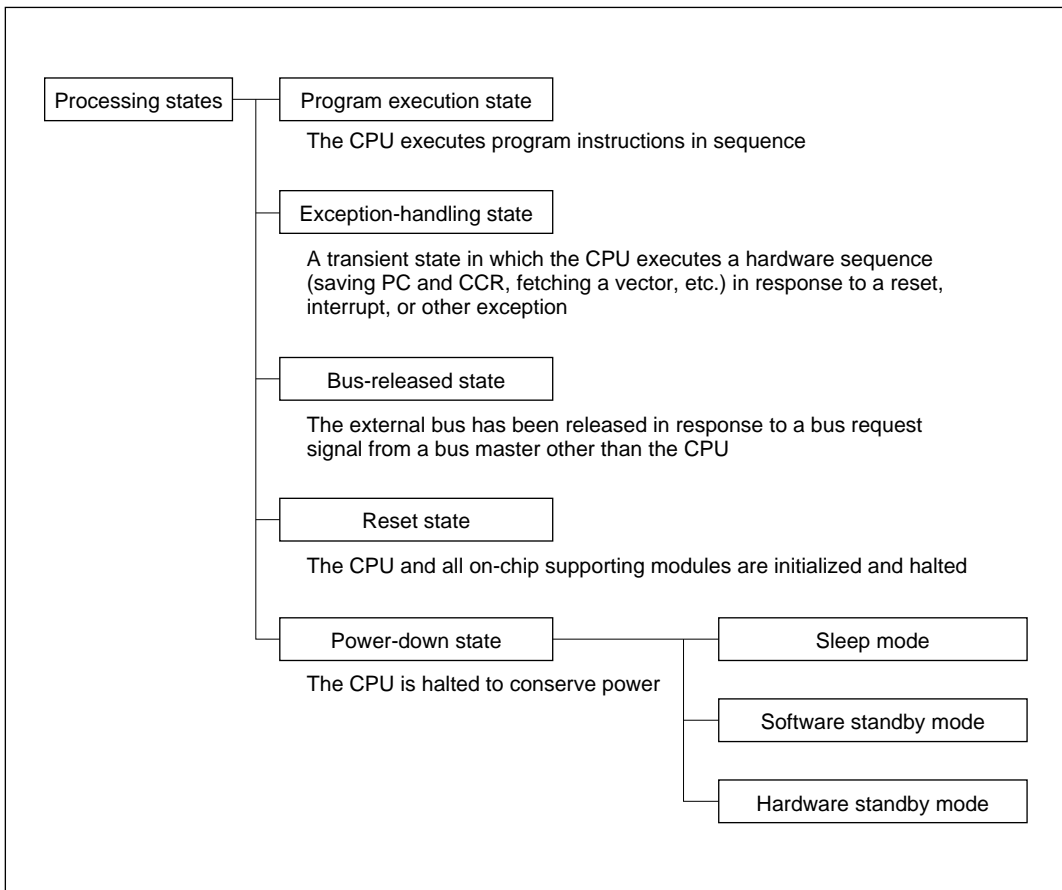 Processing states
Program execution state
The CPU executes program instructions in sequence
Exception-handling state
A transient state in which the CPU executes a hardware sequence
(saving PC and CCR, fetching a vector, etc.) in response to a reset,
interrupt, or other exception
Bus-released state
The external bus has been released in response to a bus request
signal from a bus master other than the CPU
Reset state
The CPU and all on-chip supporting modules are initialized and halted
Power-down state
The CPU is halted to conserve power
Sleep mode
Software standby mode
Hardware standby mode